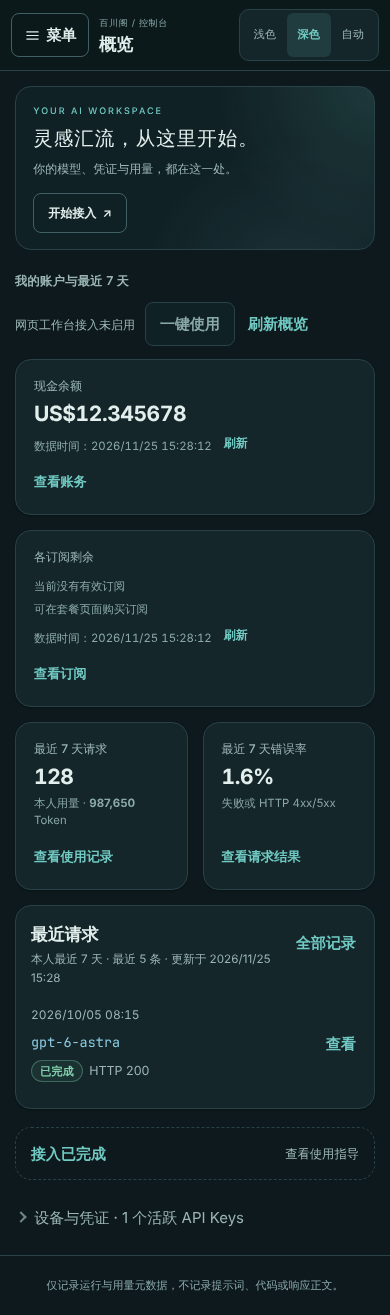 菜单
百川阁 / 控制台
概览
浅色
深色
自动
YOUR AI WORKSPACE
灵感汇流，从这里开始。
你的模型、凭证与用量，都在这一处。
开始接入 ↗
我的账户与最近 7 天
网页工作台接入未启用
一键使用
刷新概览
现金余额
US$12.345678
数据时间：2026/11/25 15:28:12 刷新
查看账务
各订阅剩余
当前没有有效订阅
可在套餐页面购买订阅
数据时间：2026/11/25 15:28:12 刷新
查看订阅
最近 7 天请求
128
本人用量 · 987,650
Token
查看使用记录
最近 7 天错误率
1.6%
失败或 HTTP 4xx/5xx
查看请求结果
最近请求
全部记录
本人最近 7 天 · 最近 5 条 · 更新于 2026/11/25
15:28
2026/10/05 08:15
gpt-6-astra
查看
已完成 HTTP 200
接入已完成
查看使用指导
设备与凭证 · 1 个活跃 API Keys
仅记录运行与用量元数据，不记录提示词、代码或响应正文。